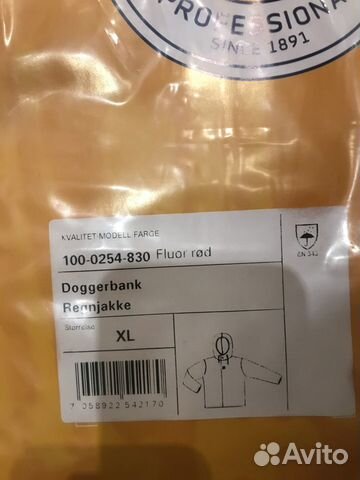 PROFESSIONAL
SINCE 1891
KVALITET-MODELL FARGE
100-0254-830 Fluor rød
EN 343
Doggerbank
Regnjakke
Størrelse
XL
7 058922 542170
Avito